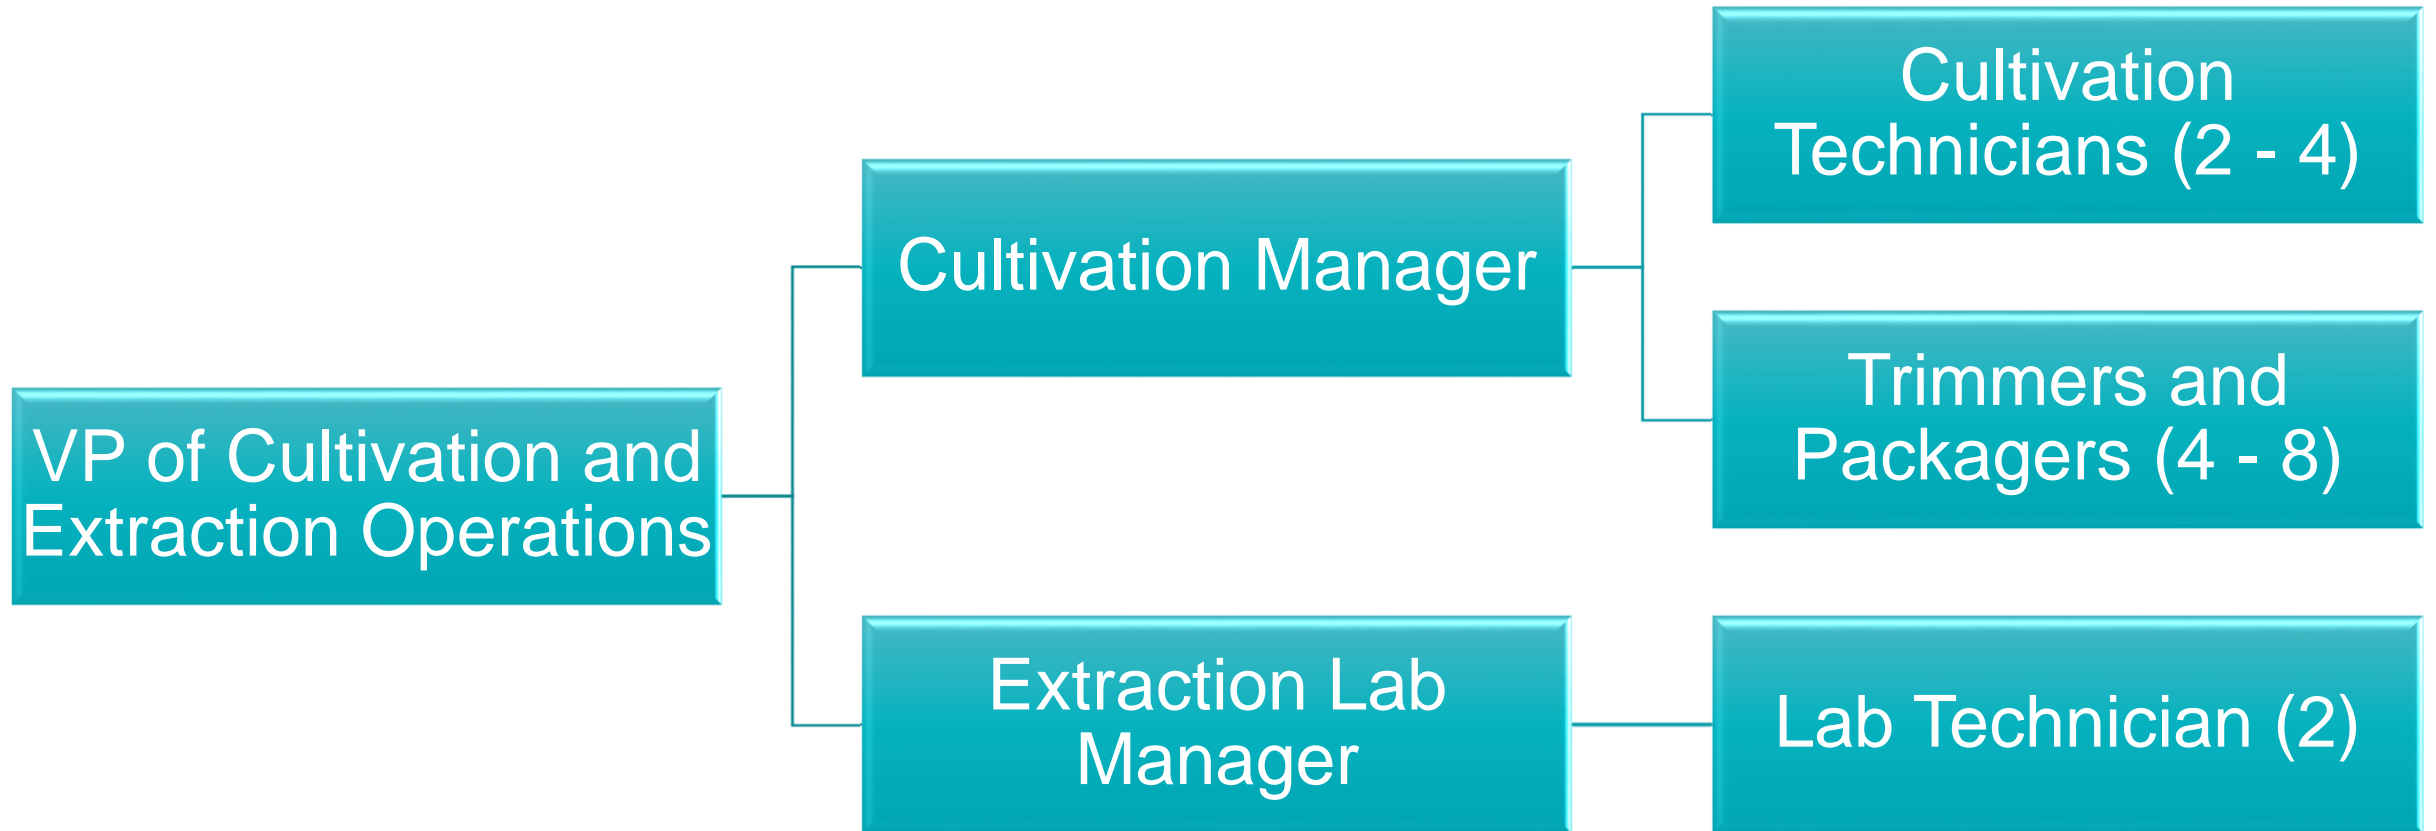 VP of Cultivation and
Extraction Operations
Cultivation Manager
Cultivation
Technicians (2 - 4)
Trimmers and
Packagers (4 - 8)
Extraction Lab
Manager
Lab Technician (2)